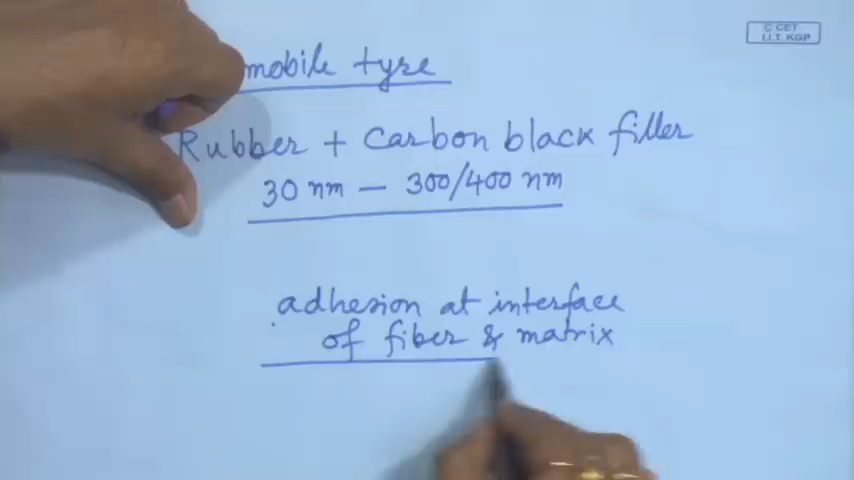 © CET
I.I.T. KGP
mobile tyre
Rubber + Carbon black filler
30 nm — 300/400 nm
adhesion at interface
of fiber & matrix